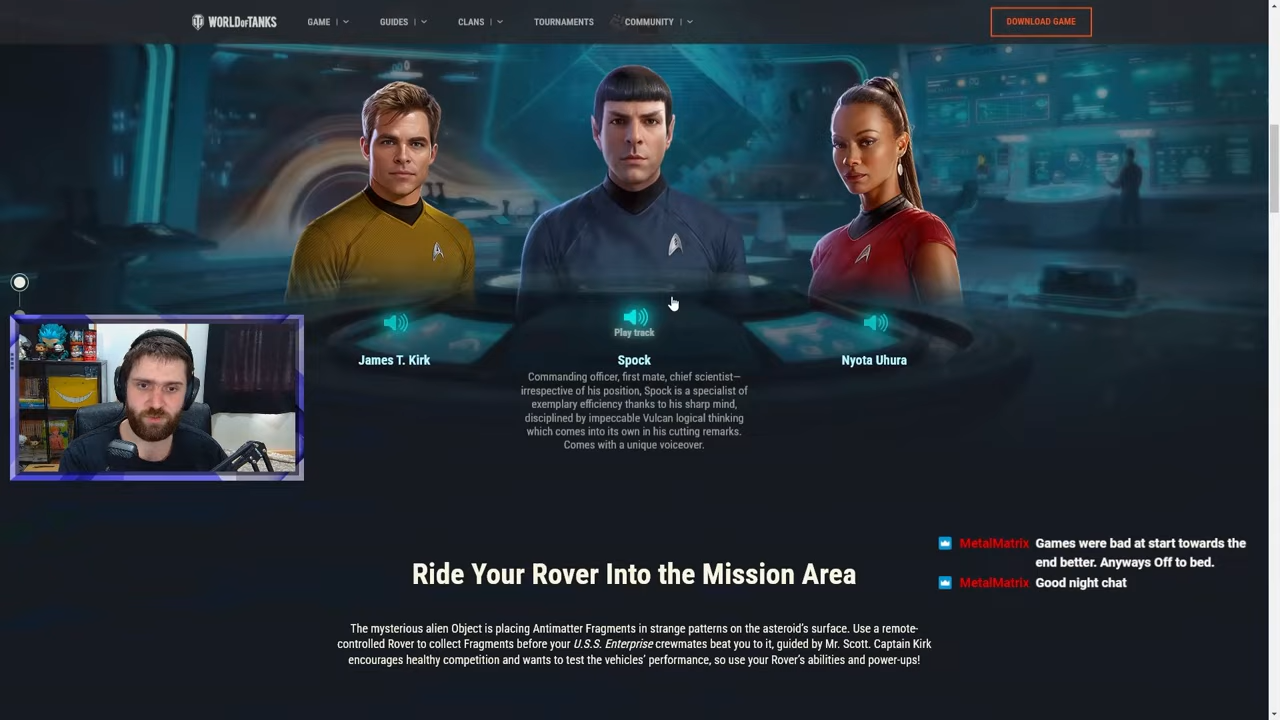 WORLD OF TANKS
GAME
GUIDES
CLANS
TOURNAMENTS
COMMUNITY
DOWNLOAD GAME
Play track
James T. Kirk
Spock
Nyota Uhura
Commanding officer, first mate, chief scientist—
irrespective of his position, Spock is a specialist of
exemplary efficiency thanks to his sharp mind,
disciplined by impeccable Vulcan logical thinking
which comes into its own in his cutting remarks.
Comes with a unique voiceover.
MetalMatrix Games were bad at start towards the
end better. Anyways Off to bed.
MetalMatrix Good night chat
Ride Your Rover Into the Mission Area
The mysterious alien Object is placing Antimatter Fragments in strange patterns on the asteroid's surface. Use a remote-
controlled Rover to collect Fragments before your U.S.S. Enterprise crewmates beat you to it, guided by Mr. Scott. Captain Kirk
encourages healthy competition and wants to test the vehicles' performance, so use your Rover's abilities and power-ups!